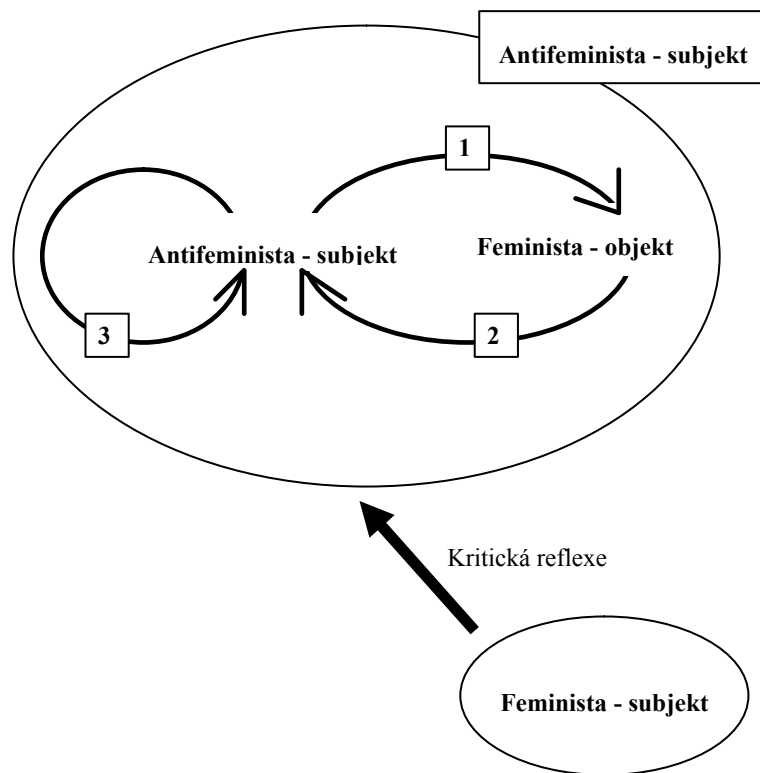 Antifeminista - subjekt
1
Antifeminista - subjekt
Feminista - objekt
3
2
Kritická reflexe
Feminista - subjekt